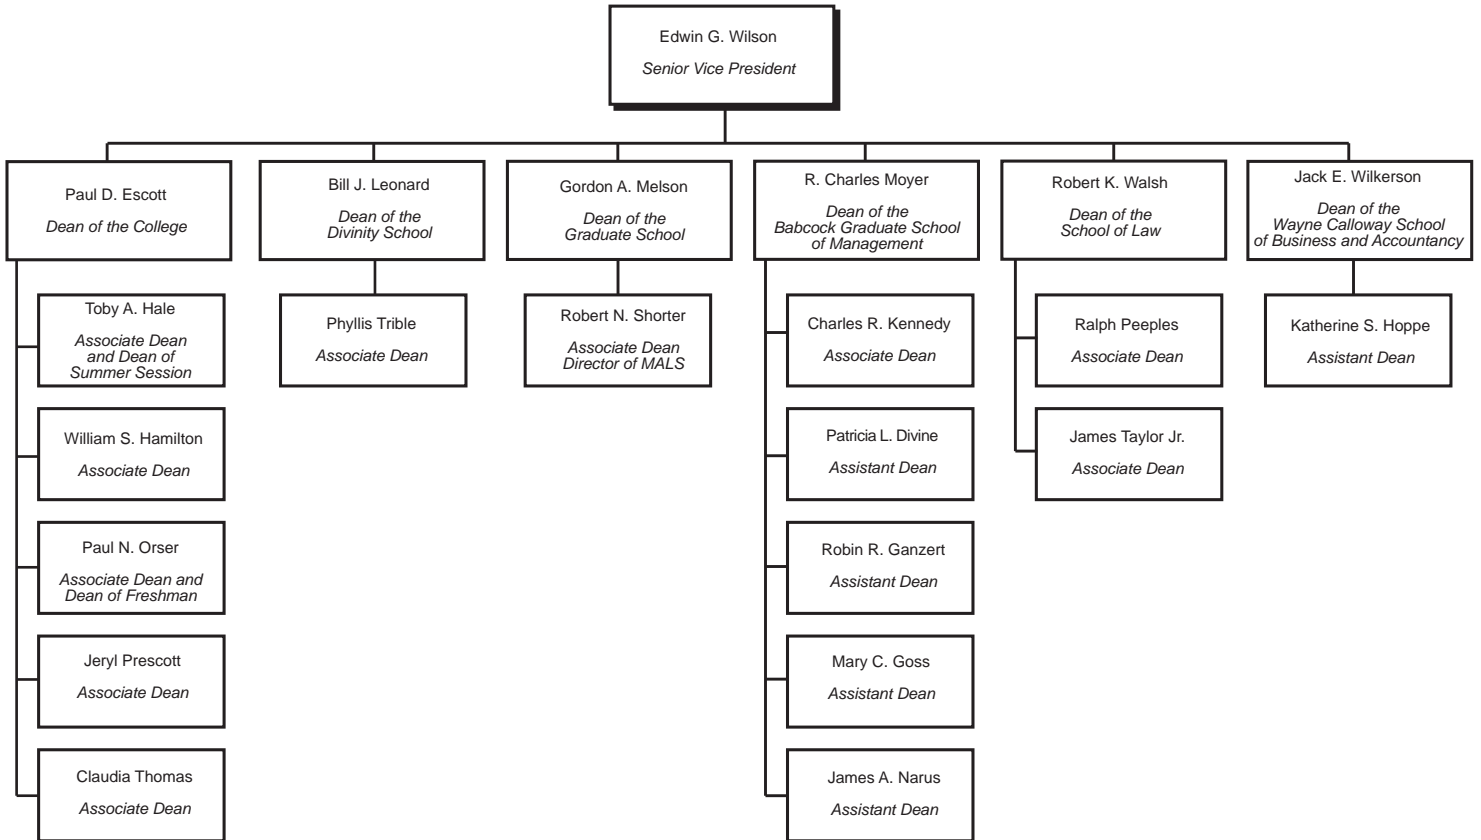 Edwin G. Wilson
Senior Vice President
Paul D. Escott
Dean of the College
Bill J. Leonard
Dean of the
Divinity School
Gordon A. Melson
Dean of the
Graduate School
R. Charles Moyer
Dean of the
Babcock Graduate School
of Management
Robert K. Walsh
Dean of the
School of Law
Jack E. Wilkerson
Dean of the
Wayne Calloway School
of Business and Accountancy
Toby A. Hale
Associate Dean
and Dean of
Summer Session
William S. Hamilton
Associate Dean
Paul N. Orser
Associate Dean and
Dean of Freshman
Jeryl Prescott
Associate Dean
Claudia Thomas
Associate Dean
Phyllis Trible
Associate Dean
Robert N. Shorter
Associate Dean
Director of MALS
Charles R. Kennedy
Associate Dean
Patricia L. Divine
Assistant Dean
Robin R. Ganzert
Assistant Dean
Mary C. Goss
Assistant Dean
James A. Narus
Assistant Dean
Ralph Peeples
Associate Dean
James Taylor Jr.
Associate Dean
Katherine S. Hoppe
Assistant Dean